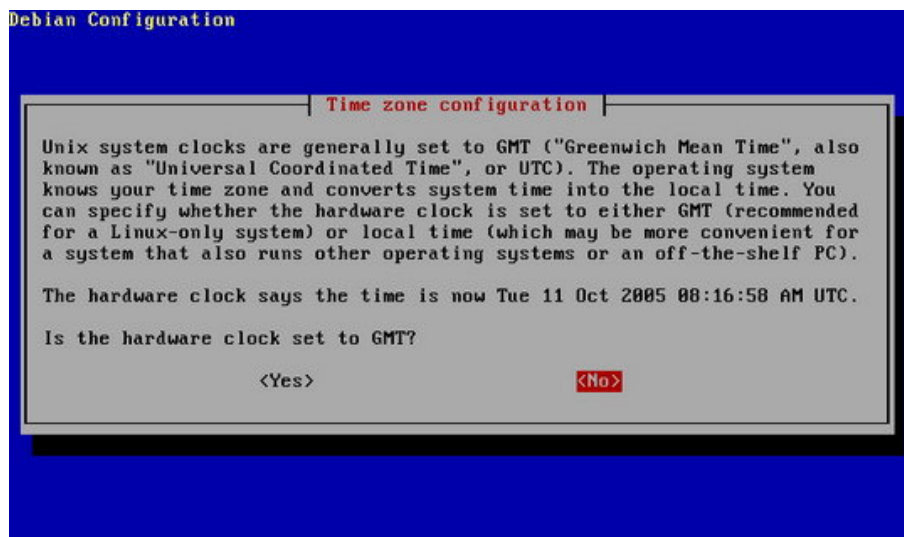 Debian Configuration
Time zone configuration
Unix system clocks are generally set to GMT ("Greenwich Mean Time", also
known as "Universal Coordinated Time", or UTC). The operating system
knows your time zone and converts system time into the local time. You
can specify whether the hardware clock is set to either GMT (recommended
for a Linux-only system) or local time (which may be more convenient for
a system that also runs other operating systems or an off-the-shelf PC).
The hardware clock says the time is now Tue 11 Oct 2005 08:16:58 AM UTC.
Is the hardware clock set to GMT?
<Yes> <No>